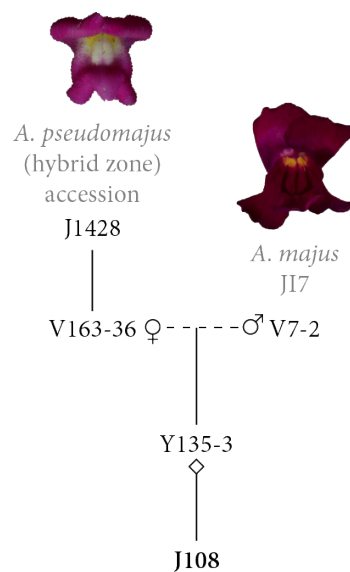 A. pseudomajus
(hybrid zone)
accession
J1428
A. majus
JI7
V163-36 ♀ ♂ V7-2
Y135-3
J108